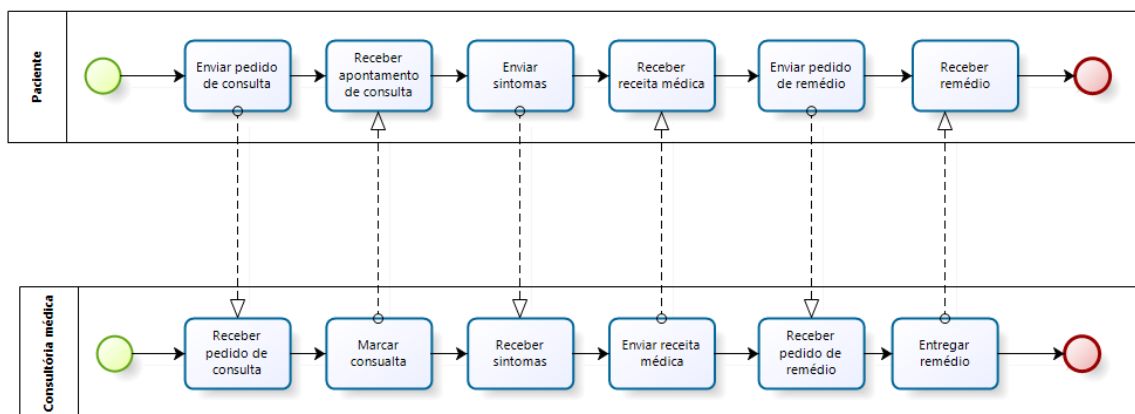 Paciente
Enviar pedido
de consulta
Receber
apontamento
de consulta
Enviar
sintomas
Receber
receita médica
Enviar pedido
de remédio
Receber
remédio
Consultória médica
Receber
pedido de
consulta
Marcar
consualta
Receber
sintomas
Enviar receita
médica
Receber
pedido de
remédio
Entregar
remédio